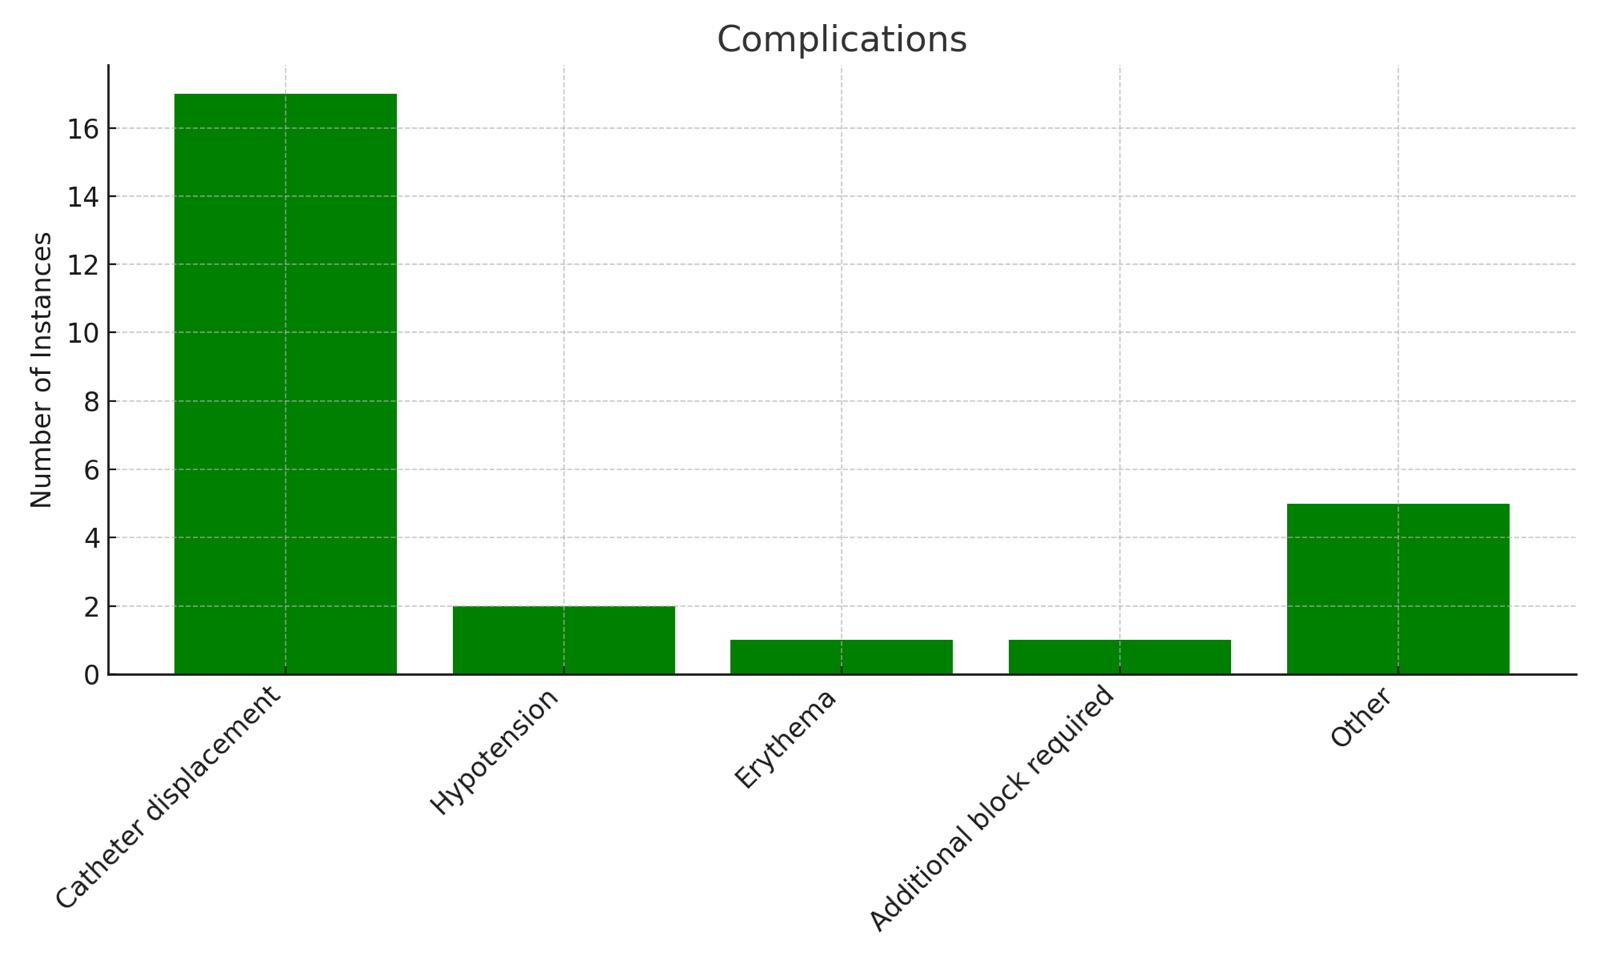 Complications
Number of Instances
16
14
12
10
8
6
4
2
0
Catheter displacement
Hypotension
Erythema
Additional block required
Other